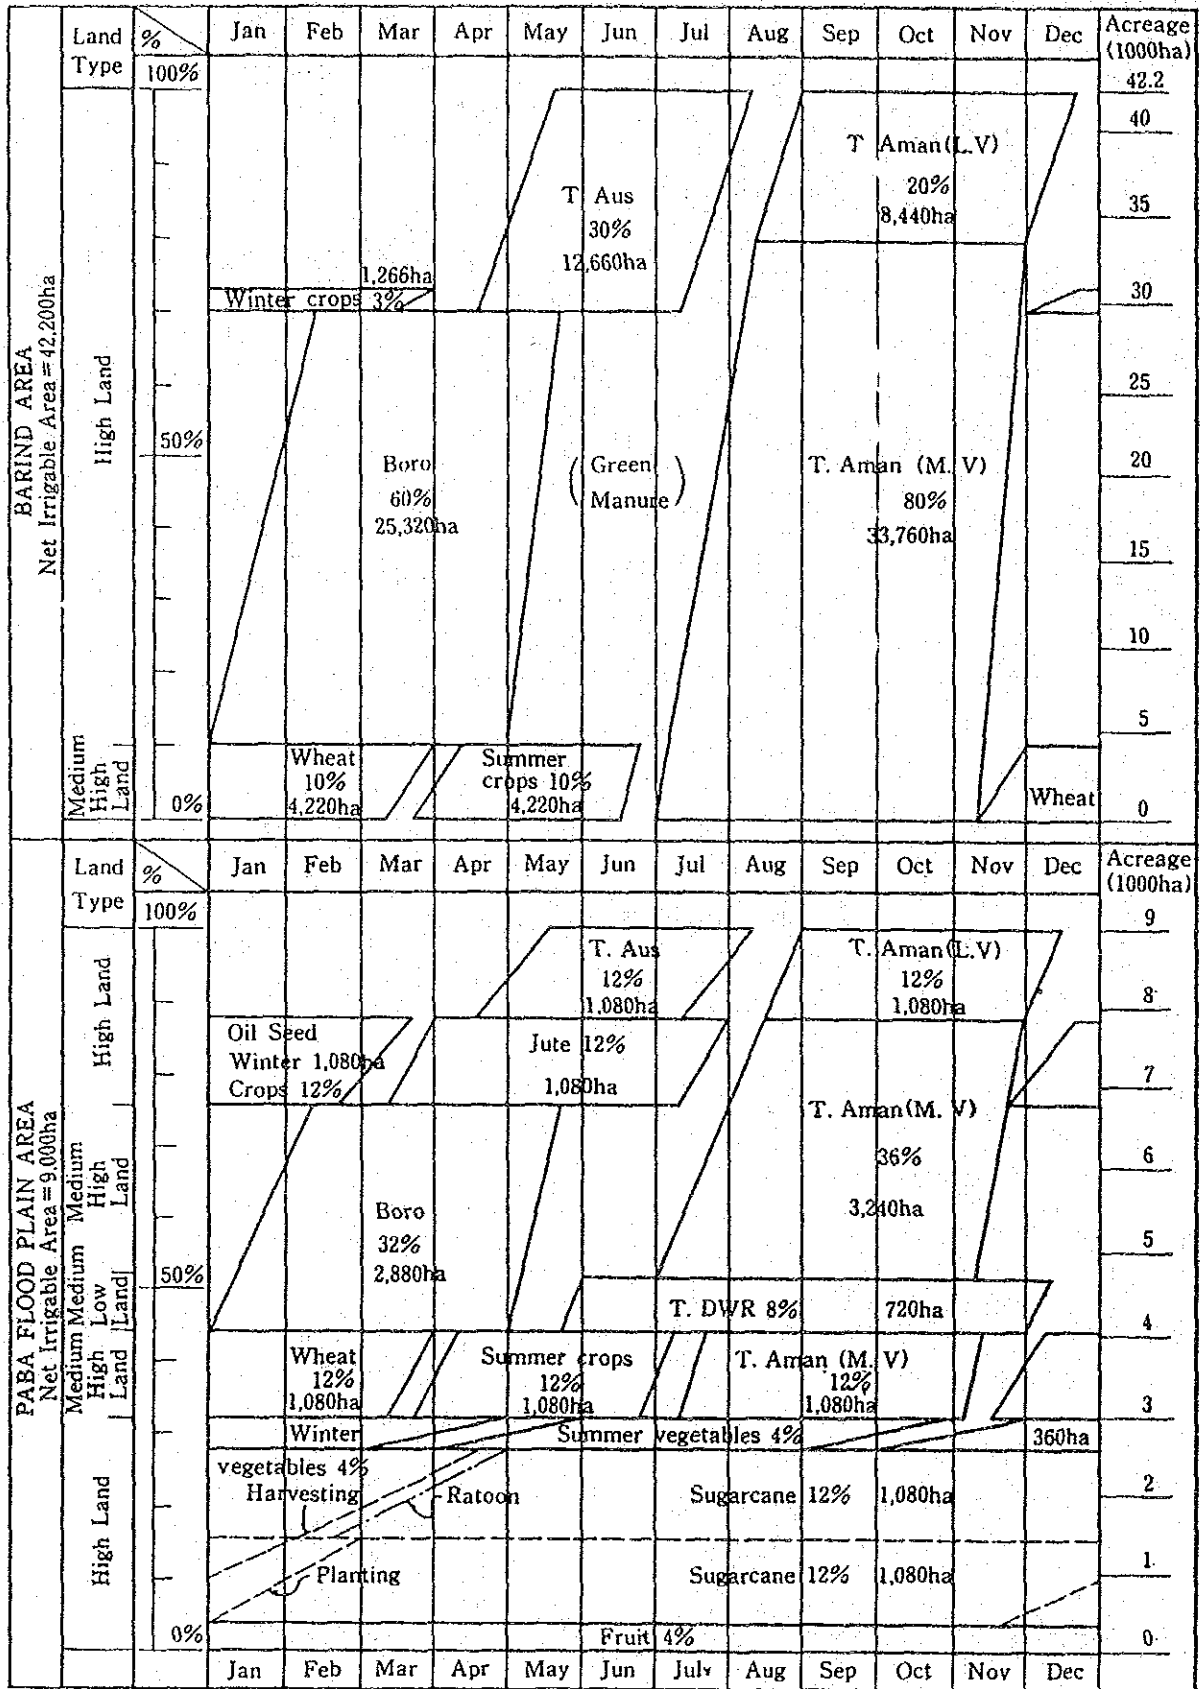 Land Type % Jan Feb Mar Apr May Jun Jul Aug Sep Oct Nov Dec Acreage (1000ha)
100% 42.2
40
T Aman (L.V)
20%
8,440ha
35
T Aus
30%
12,660ha
1,266ha
Winter crops 3%
30
BARIND AREA
Net Irrigable Area=42,200ha
High Land
25
50%
Boro
60%
25,320ha
(Green Manure)
T. Aman (M. V)
80%
33,760ha
20
15
10
5
Medium High Land
Wheat
10%
4,220ha
Summer
crops 10%
4,220ha
Wheat
0% 0
Land Type % Jan Feb Mar Apr May Jun Jul Aug Sep Oct Nov Dec Acreage (1000ha)
100% 9
High Land
T. Aus
12%
1,080ha
T. Aman (L.V)
12%
1,080ha
8
Oil Seed
Winter 1,080ha
Crops 12%
Jute 12%
1,080ha
7
PABA FLOOD PLAIN AREA
Net Irrigable Area=9,000ha
Medium High Land
T. Aman (M. V)
36%
3,240ha
6
Boro
32%
2,880ha
5
50%
Medium Low Land
T. DWR 8% 720ha
4
Medium High Land
Wheat
12%
1,080ha
Summer crops
12%
1,080ha
T. Aman (M. V)
12%
1,080ha
3
Winter
vegetables 4%
Summer vegetables 4% 360ha
High Land
Harvesting
Ratoon
Sugarcane 12% 1,080ha
2
Planting
Sugarcane 12% 1,080ha
1
0% Fruit 4% 0
Jan Feb Mar Apr May Jun July Aug Sep Oct Nov Dec